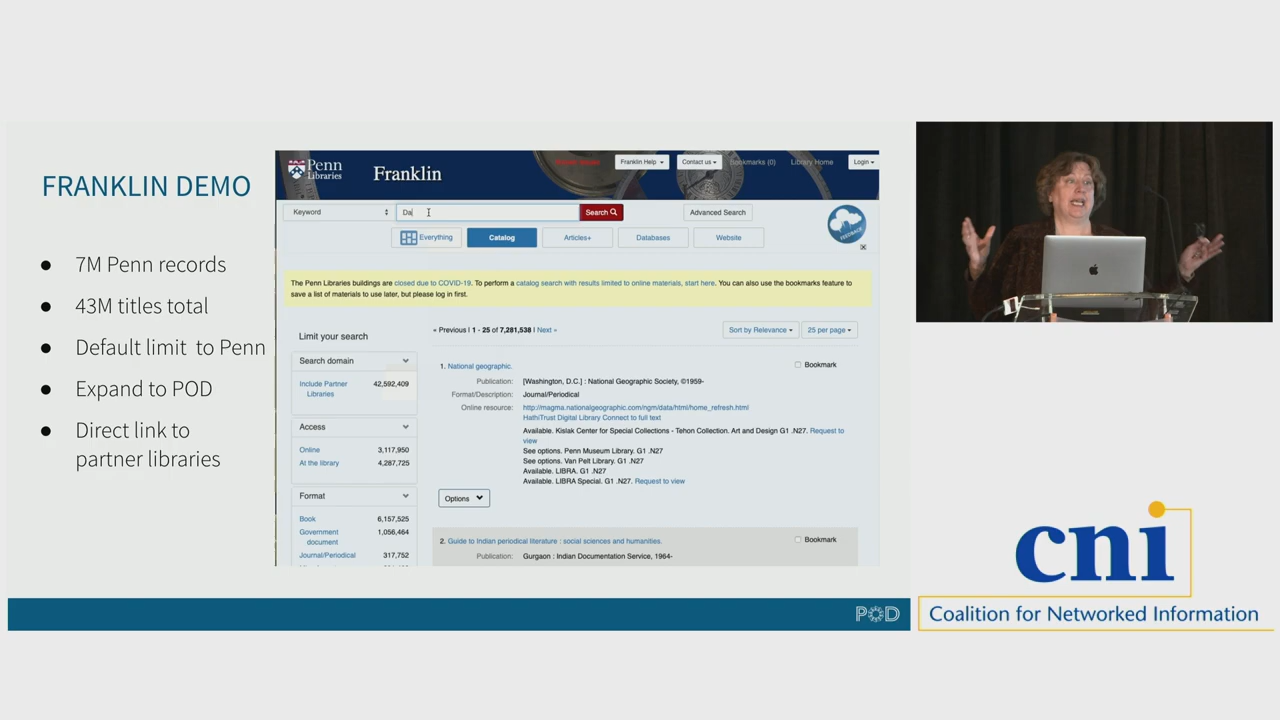 FRANKLIN DEMO
● 7M Penn records
● 43M titles total
● Default limit to Penn
● Expand to POD
● Direct link to
partner libraries
Penn
Libraries
Franklin
Franklin Help
Contact us
Bookmarks (0)
Library Home
Login
Keyword
Da
Search
Advanced Search
FEEDBACK
Everything
Catalog
Articles+
Databases
Website
The Penn Libraries buildings are closed due to COVID-19. To perform a catalog search with results limited to online materials, start here. You can also use the bookmarks feature to
save a list of materials to use later, but please log in first.
Limit your search
Search domain
Include Partner
Libraries 42,592,409
Access
Online 3,117,950
At the library 4,287,725
Format
Book 6,157,525
Government
document 1,056,464
Journal/Periodical 317,752
« Previous | 1 - 25 of 7,281,538 | Next »
Sort by Relevance
25 per page
1. National geographic.
Bookmark
Publication: [Washington, D.C.] : National Geographic Society, ©1959-
Format/Description: Journal/Periodical
Online resource: http://magma.nationalgeographic.com/ngm/data/html/home_refresh.html
HathiTrust Digital Library Connect to full text
Available. Kislak Center for Special Collections - Tehon Collection. Art and Design G1 .N27. Request to
view
See options. Penn Museum Library. G1 .N27
See options. Van Pelt Library. G1 .N27
Available. LIBRA. G1 .N27
Available. LIBRA Special. G1 .N27. Request to view
Options
2. Guide to Indian periodical literature : social sciences and humanities.
Bookmark
Publication: Gurgaon : Indian Documentation Service, 1964-
POD
cni
Coalition for Networked Information